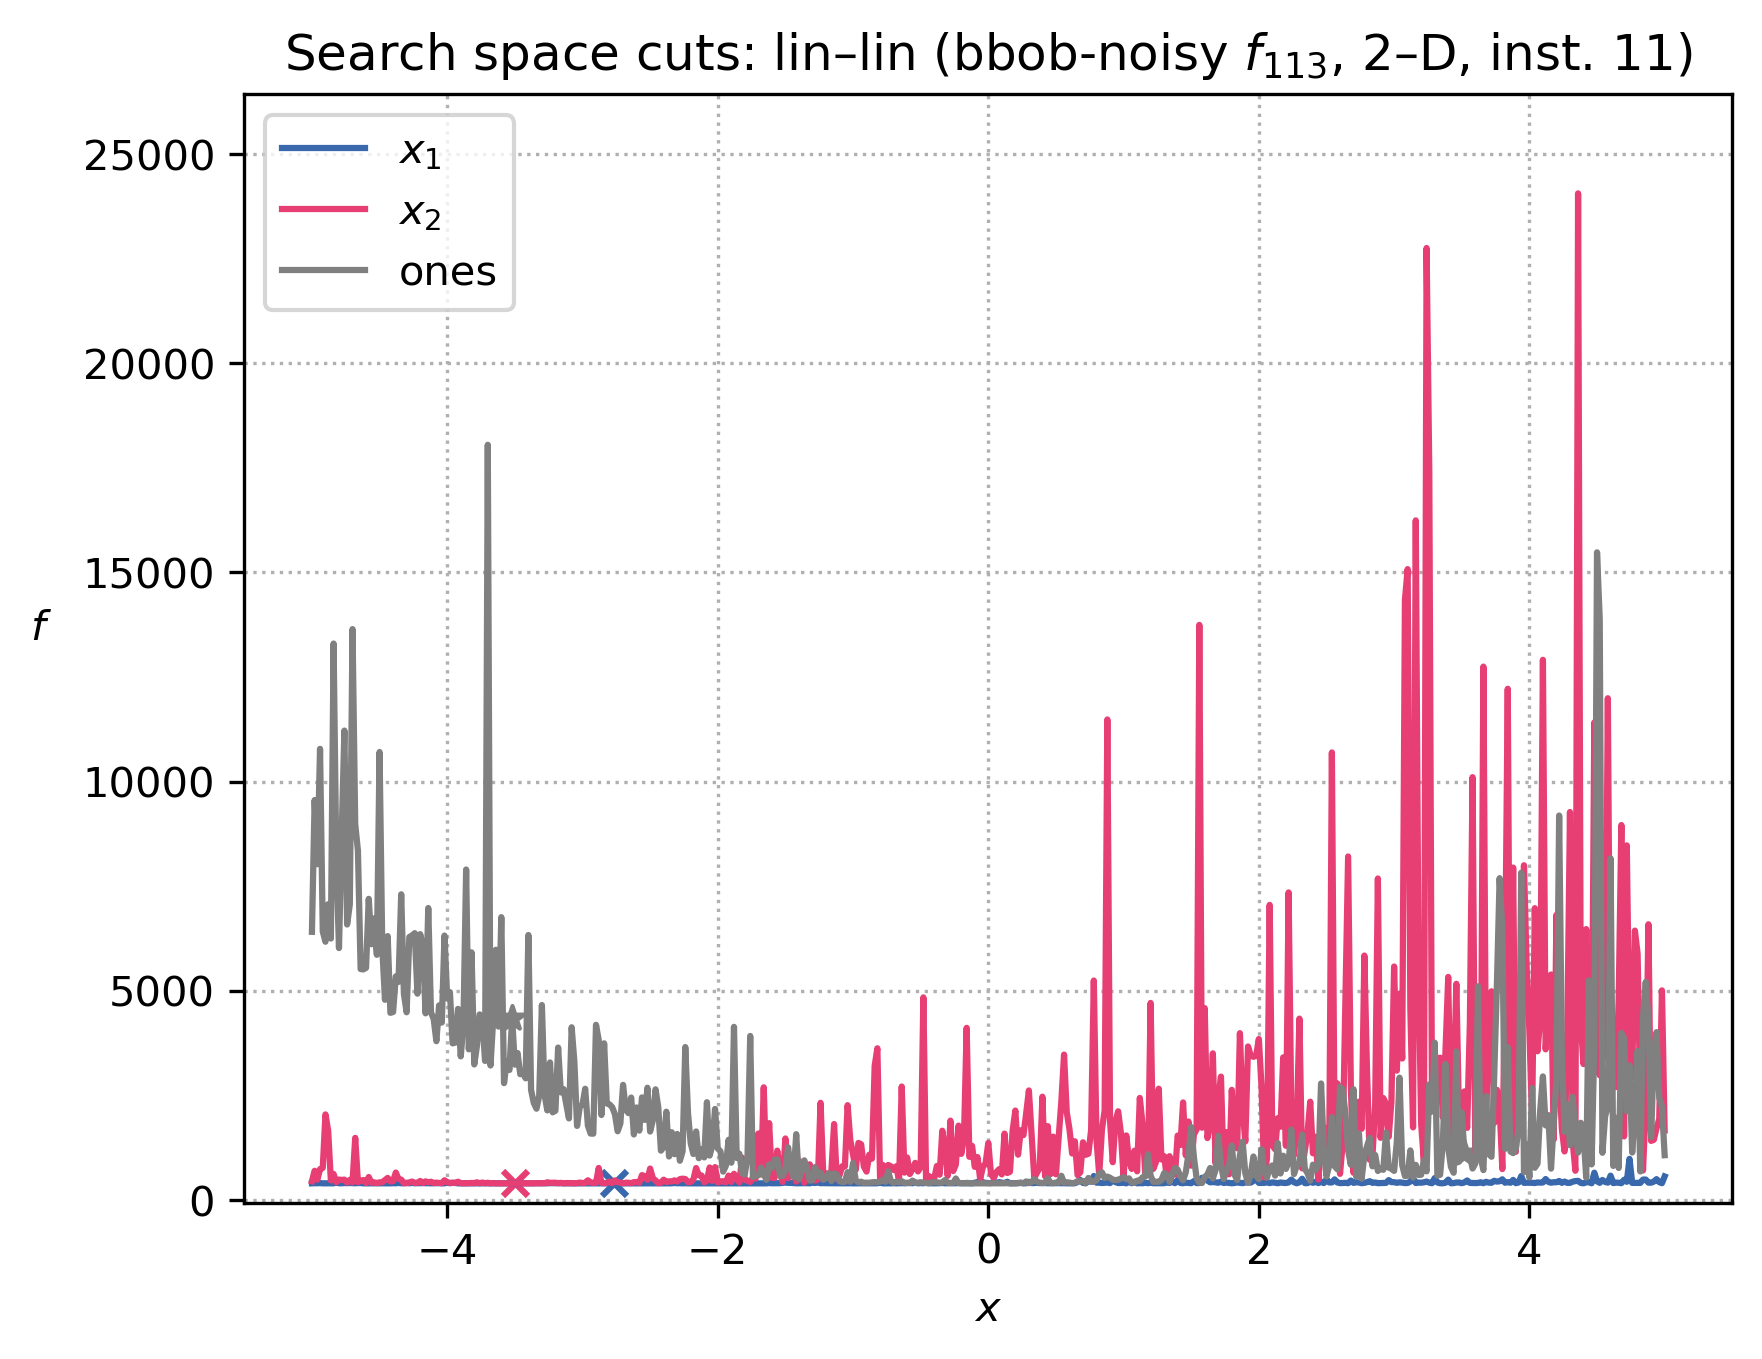 Search space cuts: lin–lin (bbob-noisy f₁₁₃, 2–D, inst. 11)
x₁
x₂
ones
25000
20000
15000
10000
5000
0
f
−4 −2 0 2 4
x